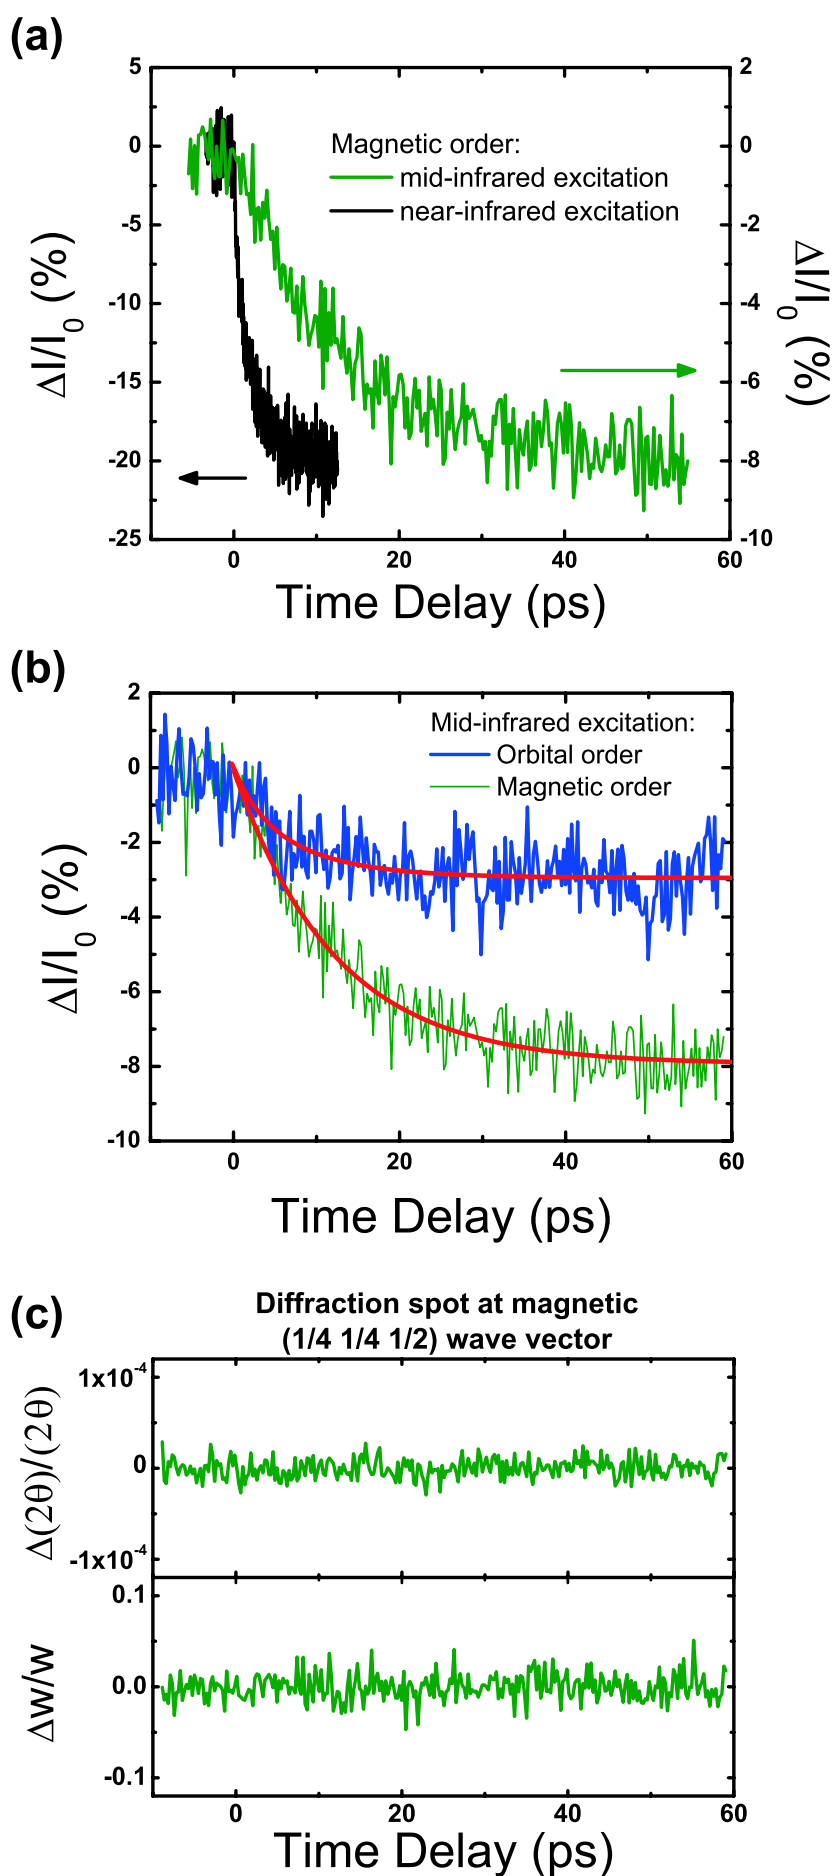 (a)
5
0
-5
-10
-15
-20
-25
2
0
-2
-4
-6
-8
-10
ΔI/I₀ (%)
ΔI/I₀ (%)
Magnetic order:
mid-infrared excitation
near-infrared excitation
0 20 40 60
Time Delay (ps)
(b)
2
0
-2
-4
-6
-8
-10
ΔI/I₀ (%)
Mid-infrared excitation:
Orbital order
Magnetic order
0 20 40 60
Time Delay (ps)
(c)
Diffraction spot at magnetic
(1/4 1/4 1/2) wave vector
1x10⁻⁴
0
-1x10⁻⁴
Δ(2θ)/(2θ)
0.1
0.0
-0.1
Δw/w
0 20 40 60
Time Delay (ps)